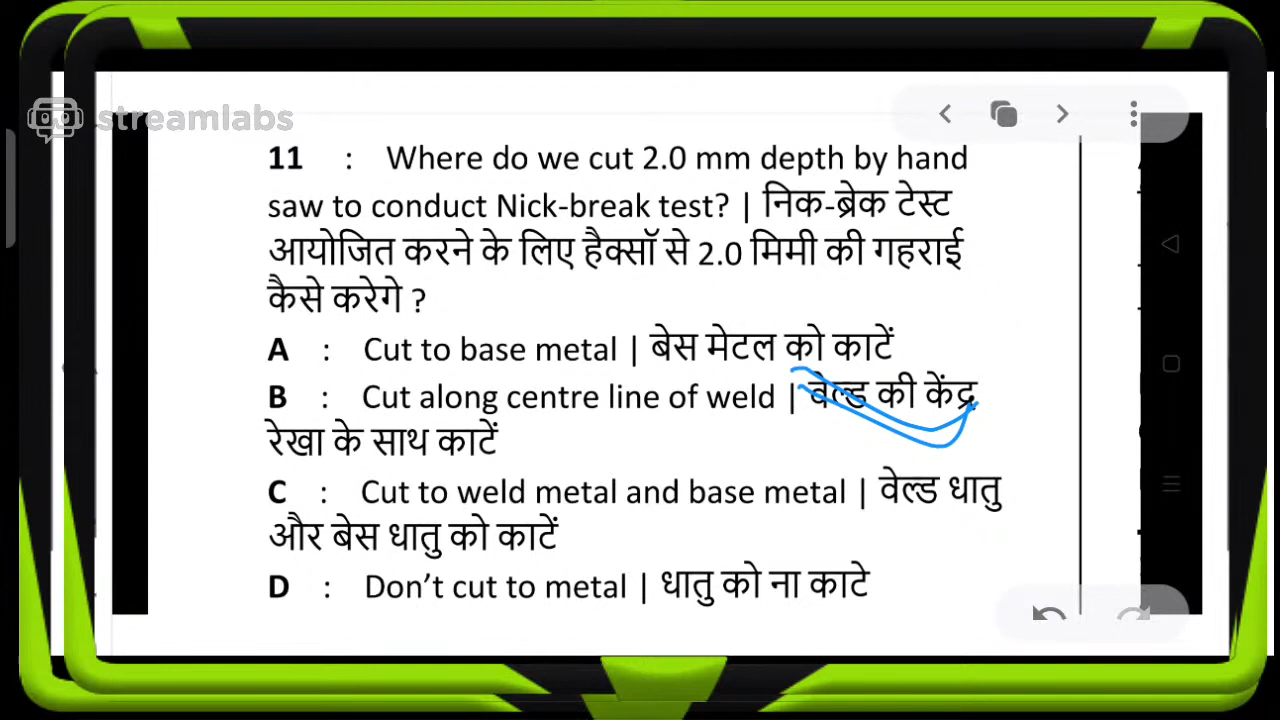 streamlabs
11 : Where do we cut 2.0 mm depth by hand
saw to conduct Nick-break test? | निक-ब्रेक टेस्ट
आयोजित करने के लिए हैक्सॉ से 2.0 मिमी की गहराई
कैसे करेगे ?
A : Cut to base metal | बेस मेटल को काटें
B : Cut along centre line of weld | वेल्ड की केंद्र
रेखा के साथ काटें
C : Cut to weld metal and base metal | वेल्ड धातु
और बेस धातु को काटें
D : Don’t cut to metal | धातु को ना काटे